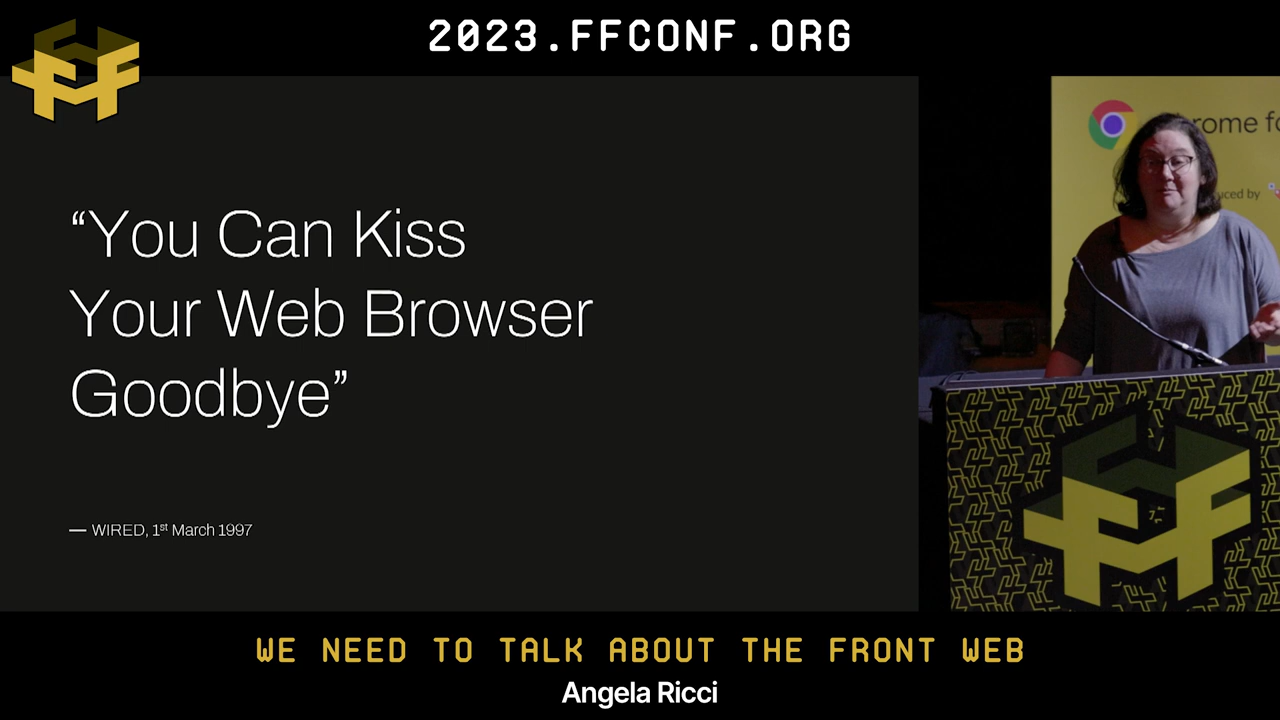 2023.FFCONF.ORG
“You Can Kiss
Your Web Browser
Goodbye”
— WIRED, 1st March 1997
WE NEED TO TALK ABOUT THE FRONT WEB
Angela Ricci